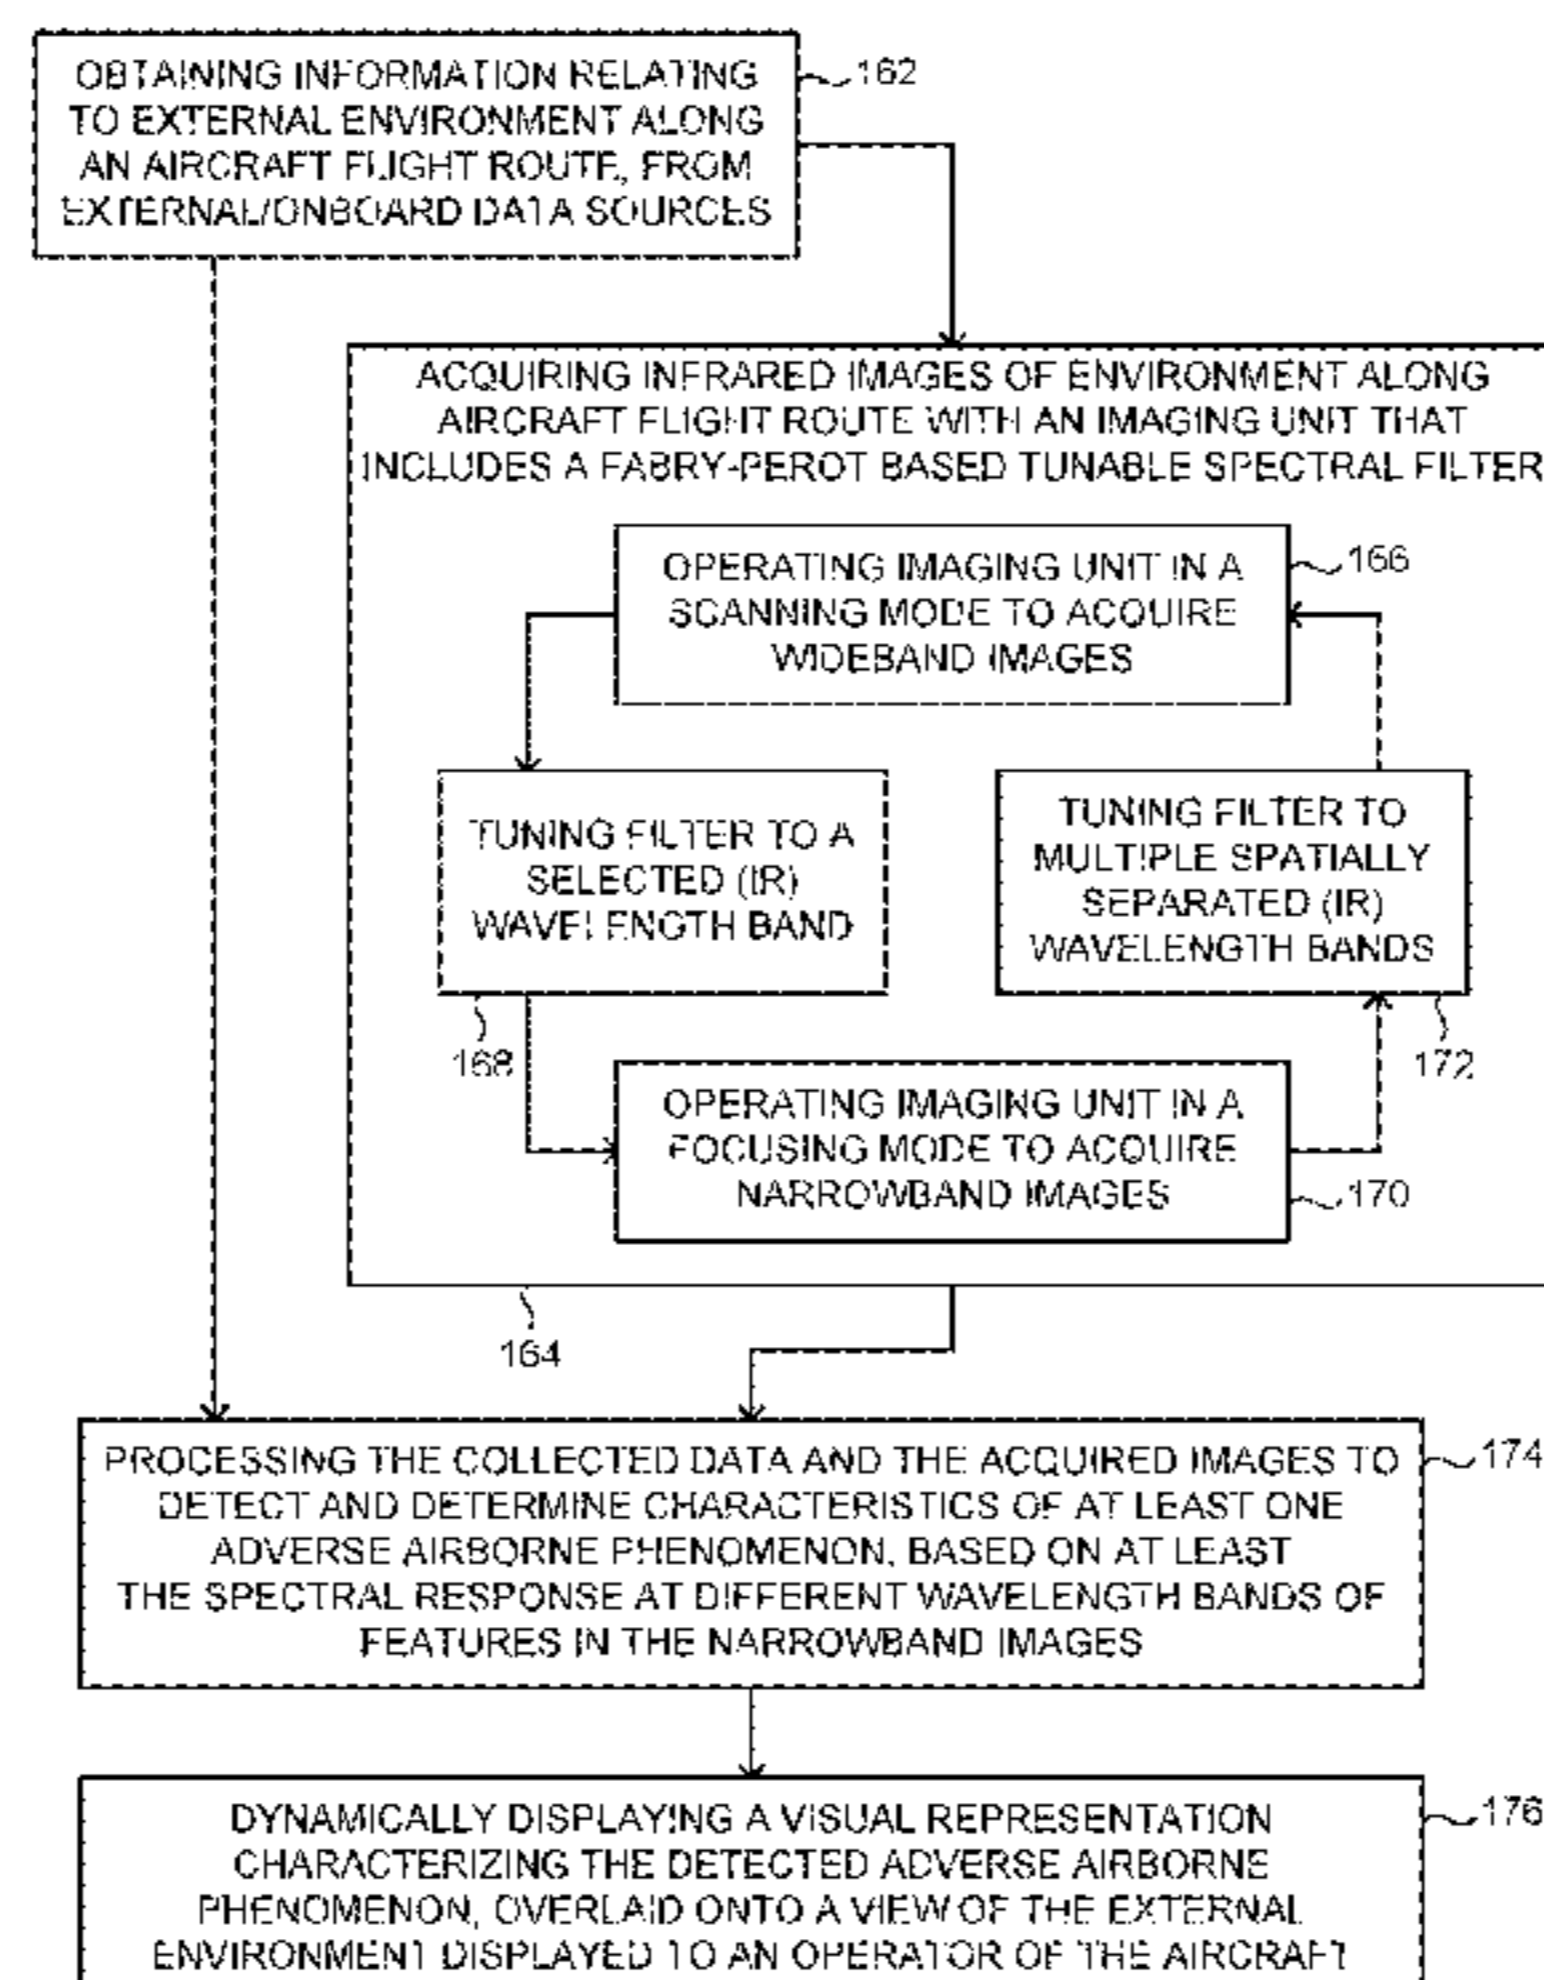 OBTAINING INFORMATION RELATING
TO EXTERNAL ENVIRONMENT ALONG
AN AIRCRAFT FLIGHT ROUTE, FROM
EXTERNAL/ONBOARD DATA SOURCES
162
ACQUIRING INFRARED IMAGES OF ENVIRONMENT ALONG
AIRCRAFT FLIGHT ROUTE WITH AN IMAGING UNIT THAT
INCLUDES A FABRY-PEROT BASED TUNABLE SPECTRAL FILTER
OPERATING IMAGING UNIT IN A
SCANNING MODE TO ACQUIRE
WIDEBAND IMAGES
166
TUNING FILTER TO A
SELECTED (IR)
WAVELENGTH BAND
168
TUNING FILTER TO
MULTIPLE SPATIALLY
SEPARATED (IR)
WAVELENGTH BANDS
172
OPERATING IMAGING UNIT IN A
FOCUSING MODE TO ACQUIRE
NARROWBAND IMAGES
170
164
PROCESSING THE COLLECTED DATA AND THE ACQUIRED IMAGES TO
DETECT AND DETERMINE CHARACTERISTICS OF AT LEAST ONE
ADVERSE AIRBORNE PHENOMENON, BASED ON AT LEAST
THE SPECTRAL RESPONSE AT DIFFERENT WAVELENGTH BANDS OF
FEATURES IN THE NARROWBAND IMAGES
174
DYNAMICALLY DISPLAYING A VISUAL REPRESENTATION
CHARACTERIZING THE DETECTED ADVERSE AIRBORNE
PHENOMENON, OVERLAID ONTO A VIEW OF THE EXTERNAL
ENVIRONMENT DISPLAYED TO AN OPERATOR OF THE AIRCRAFT
176